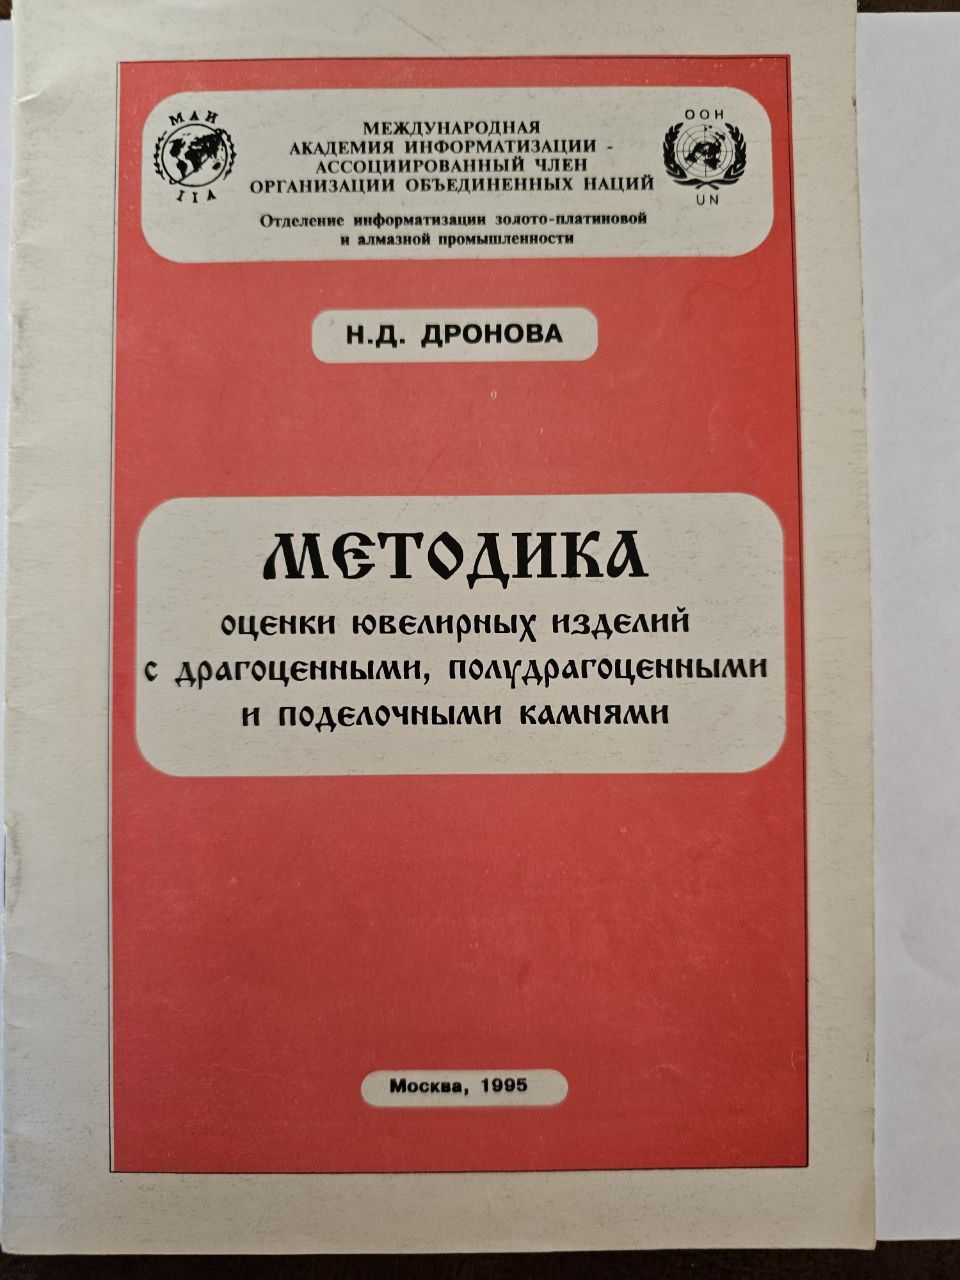 МАИ
ООН
МЕЖДУНАРОДНАЯ
АКАДЕМИЯ ИНФОРМАТИЗАЦИИ -
АССОЦИИРОВАННЫЙ ЧЛЕН
ОРГАНИЗАЦИИ ОБЪЕДИНЕННЫХ НАЦИЙ
IIA
UN
Отделение информатизации золото-платиновой
и алмазной промышленности
Н.Д. ДРОНОВА
МЕТОДИКА
оценки ювелирных изделий
с драгоценными, полудрагоценными
и поделочными камнями
Москва, 1995